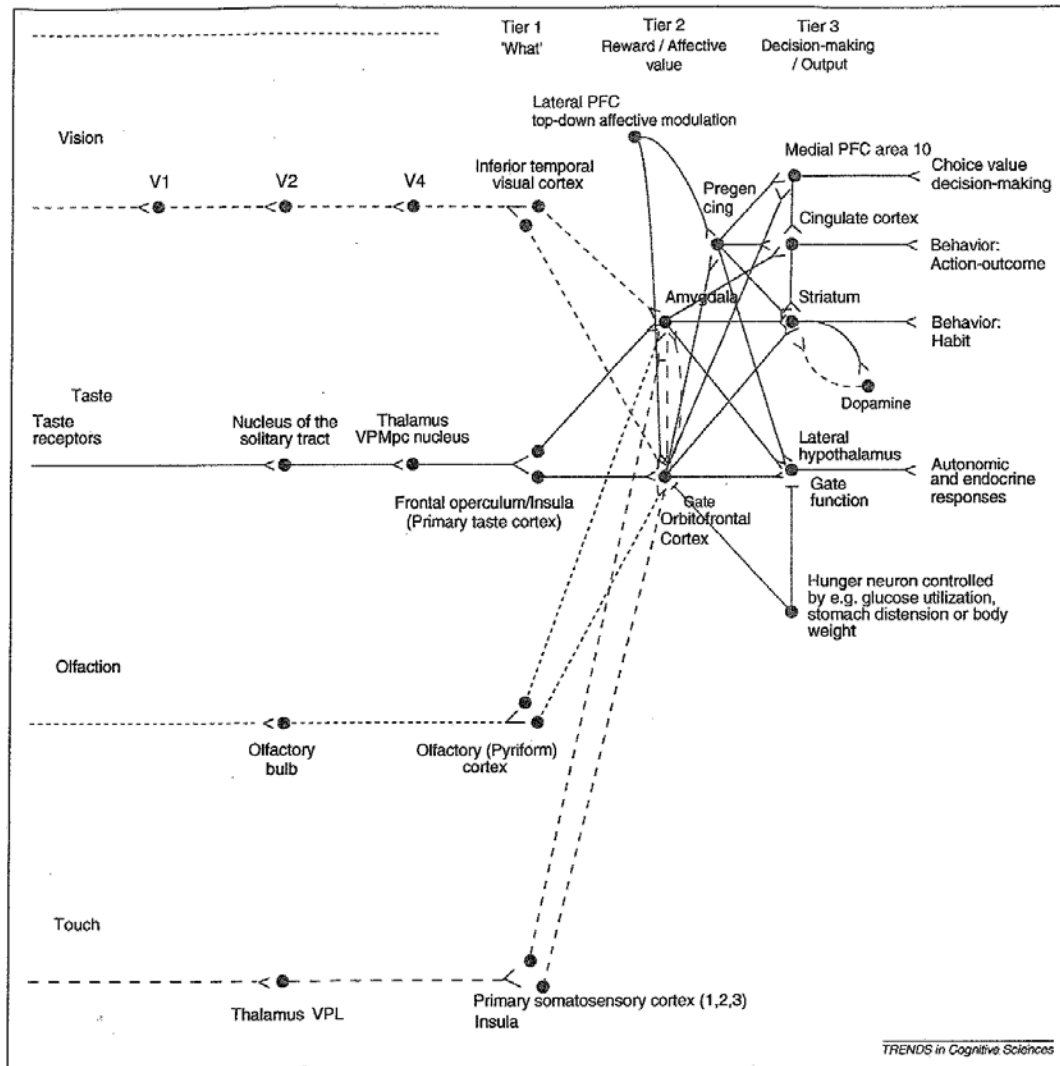 Tier 1
'What'
Tier 2
Reward / Affective
value
Tier 3
Decision-making
/ Output
Lateral PFC
top-down affective modulation
Vision
Medial PFC area 10
V1
V2
V4
Inferior temporal
visual cortex
Pregen
cing
Choice value
decision-making
Cingulate cortex
Behavior:
Action-outcome
Amygdala
Striatum
Behavior:
Habit
Dopamine
Taste
Taste
receptors
Nucleus of the
solitary tract
Thalamus
VPMpc nucleus
Lateral
hypothalamus
Gate
function
Autonomic
and endocrine
responses
Frontal operculum/Insula
(Primary taste cortex)
Gate
Orbitofrontal
Cortex
Hunger neuron controlled
by e.g. glucose utilization,
stomach distension or body
weight
Olfaction
Olfactory
bulb
Olfactory (Pyriform)
cortex
Touch
Thalamus VPL
Primary somatosensory cortex (1,2,3)
Insula
TRENDS in Cognitive Sciences